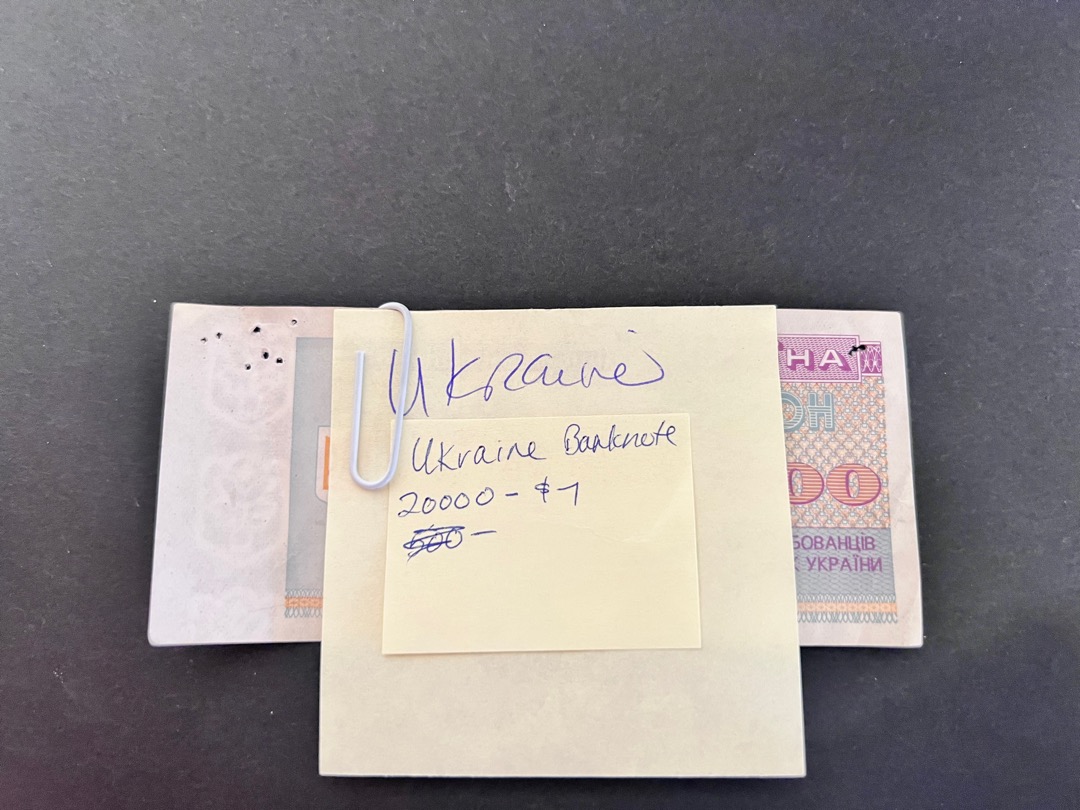 Ukraine
Ukraine Banknote
20000 - $ 1
500 -
НА
ОН
00
БОВАНЦІВ
УКРАЇНИ